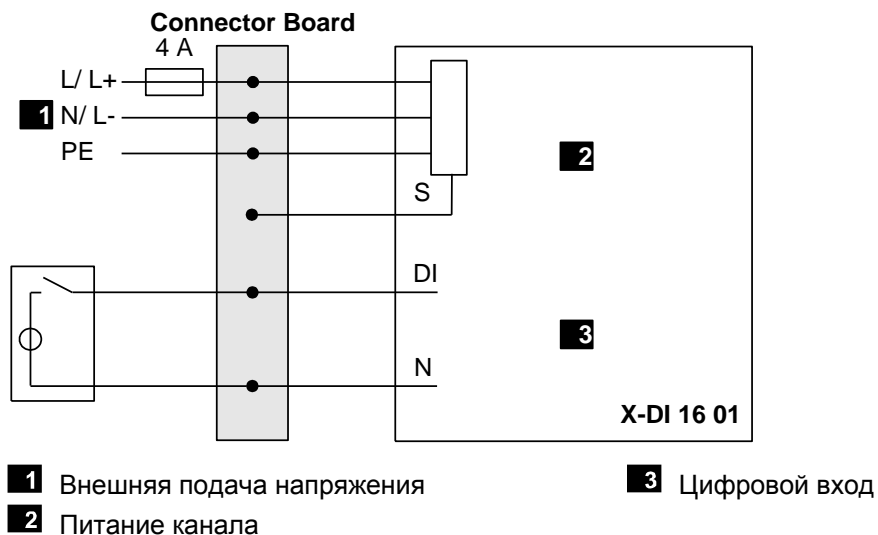 Connector Board
4 A
L/ L+
1 N/ L-
PE
2
S
DI
3
N
X-DI 16 01
1 Внешняя подача напряжения
3 Цифровой вход
2 Питание канала